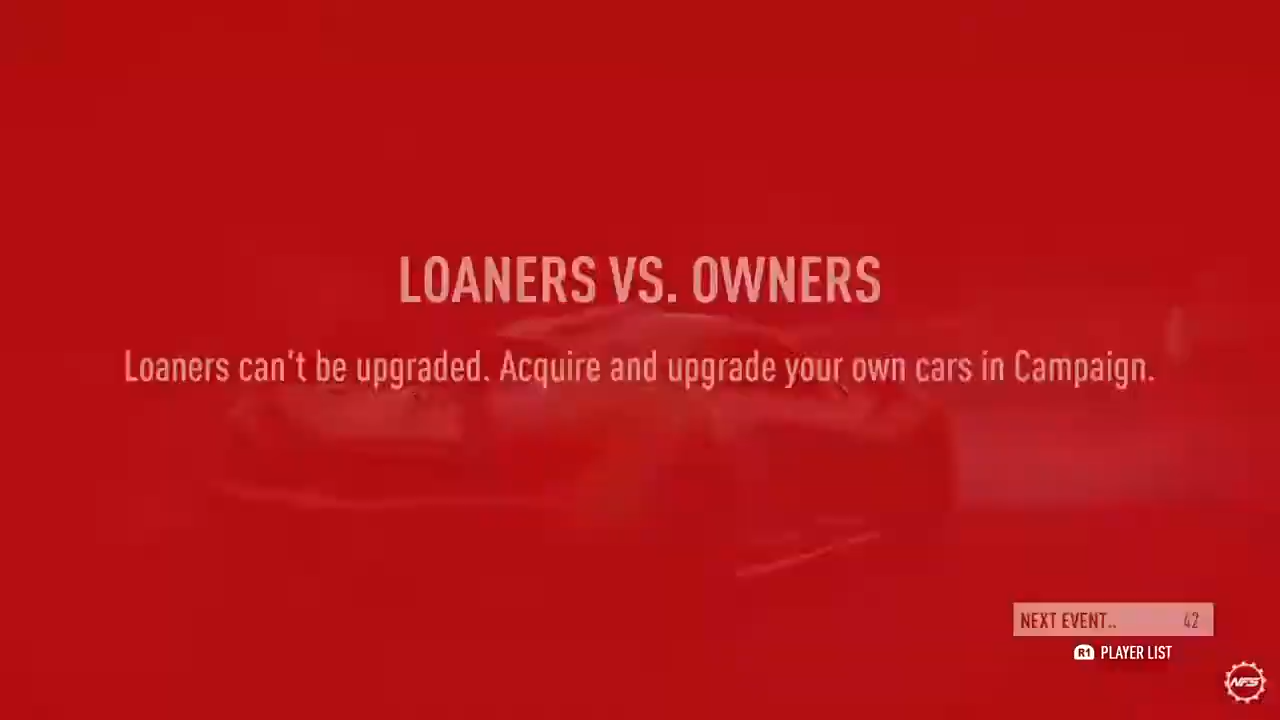 LOANERS VS. OWNERS
Loaners can't be upgraded. Acquire and upgrade your own cars in Campaign.
NEXT EVENT.. 42
R1 PLAYER LIST
NFS